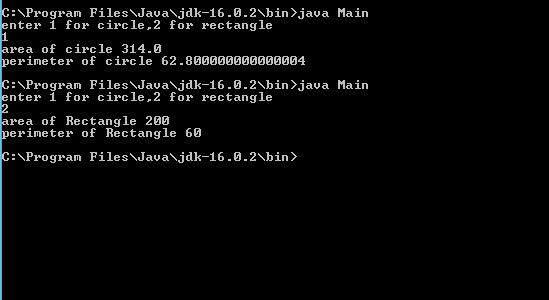 C:\Program Files\Java\jdk-16.0.2\bin>java Main
enter 1 for circle,2 for rectangle
1
area of circle 314.0
perimeter of circle 62.800000000000004
C:\Program Files\Java\jdk-16.0.2\bin>java Main
enter 1 for circle,2 for rectangle
2
area of Rectangle 200
perimeter of Rectangle 60
C:\Program Files\Java\jdk-16.0.2\bin>